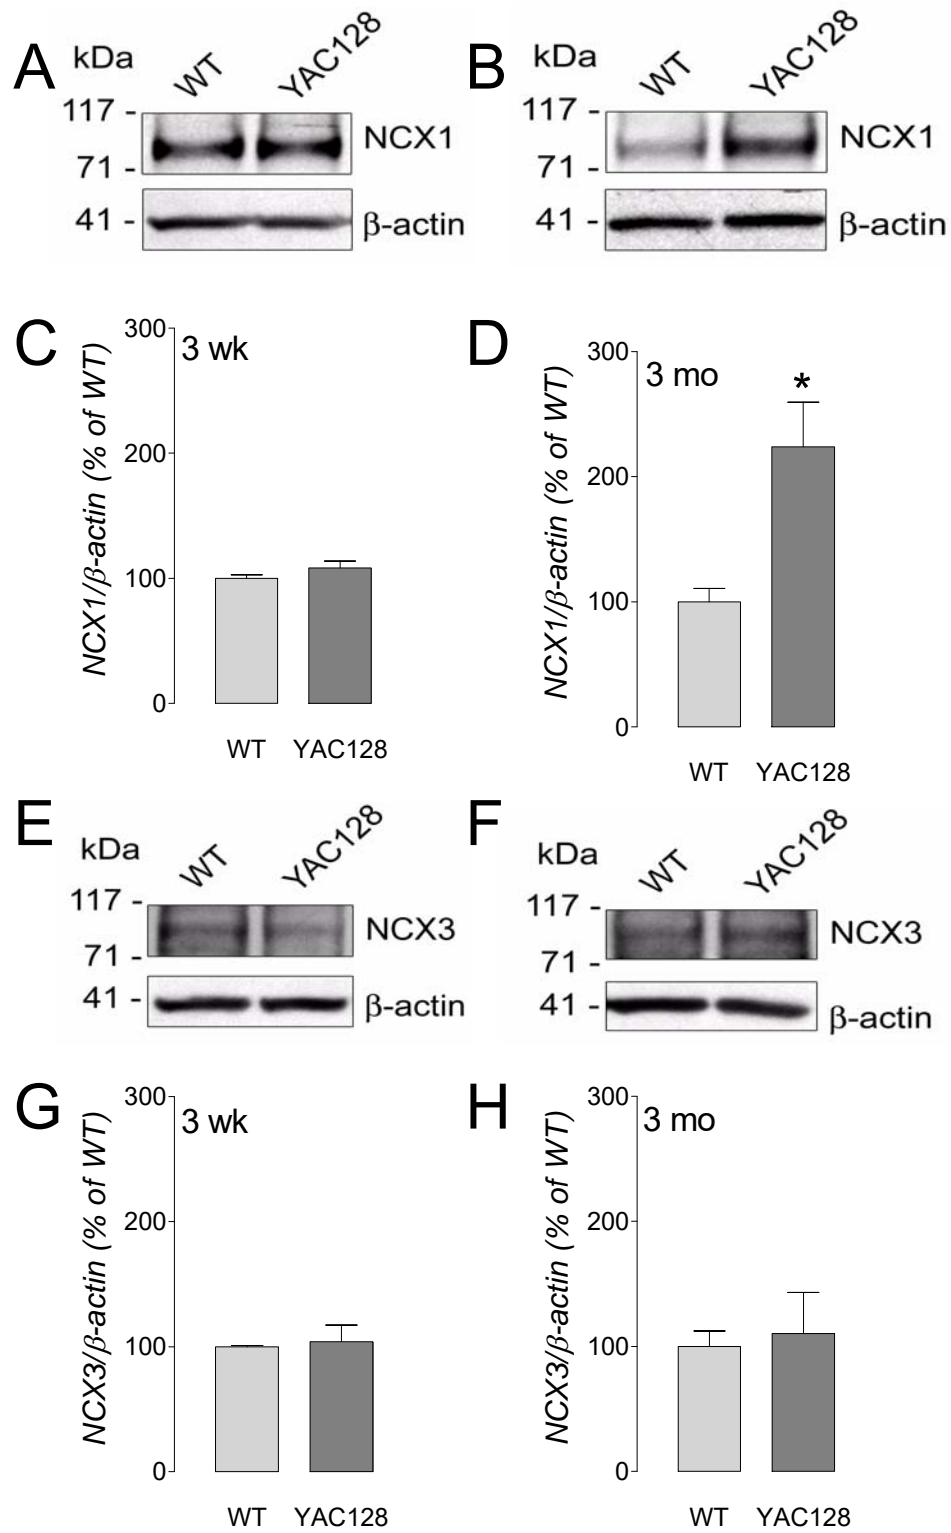 A
kDa
WT
YAC128
117 -
NCX1
71 -
41 -
β-actin
B
kDa
WT
YAC128
117 -
NCX1
71 -
41 -
β-actin
C
3 wk
NCX1/β-actin (% of WT)
300
200
100
0
WT
YAC128
D
3 mo
*
NCX1/β-actin (% of WT)
300
200
100
0
WT
YAC128
E
kDa
WT
YAC128
117 -
NCX3
71 -
41 -
β-actin
F
kDa
WT
YAC128
117 -
NCX3
71 -
41 -
β-actin
G
3 wk
NCX3/β-actin (% of WT)
300
200
100
0
WT
YAC128
H
3 mo
NCX3/β-actin (% of WT)
300
200
100
0
WT
YAC128